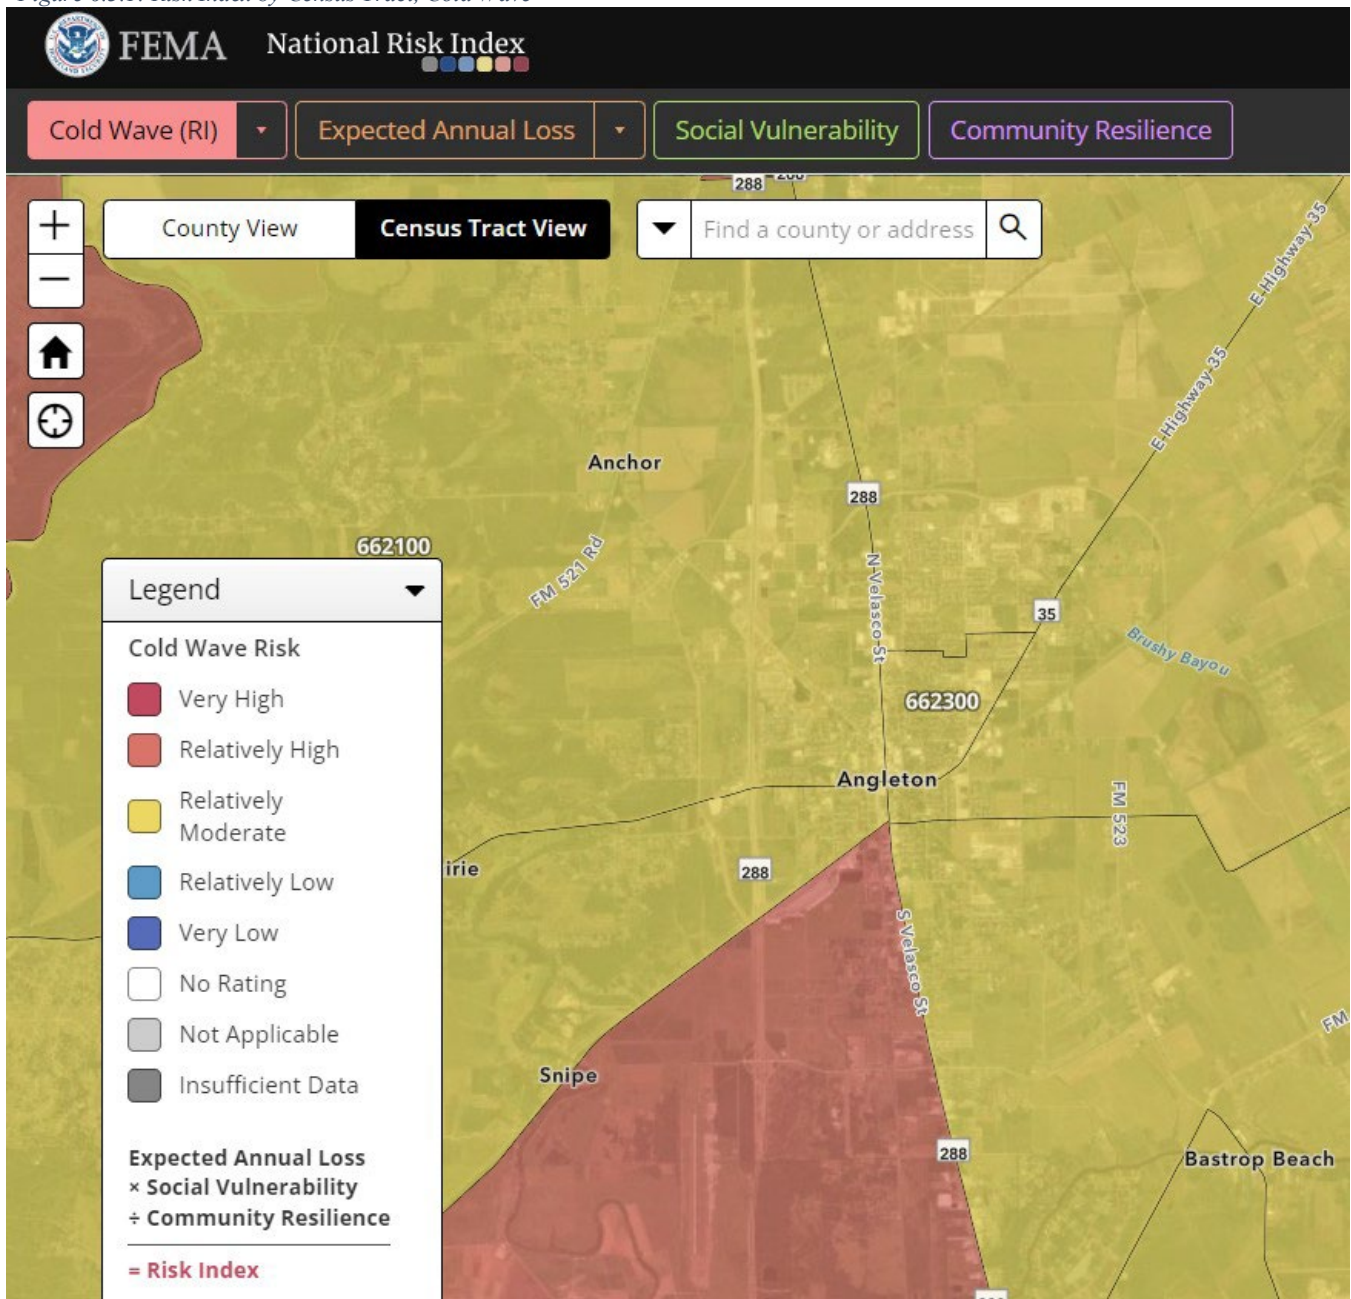 FEMA
National Risk Index
Cold Wave (RI)
Expected Annual Loss
Social Vulnerability
Community Resilience
288
County View
Census Tract View
Find a county or address
E Highway 35
E Highway 35
Anchor
288
662100
FM 521 Rd
N Velasco St
35
Brushy Bayou
662300
Angleton
FM 523
irie
288
S Velasco St
FM
Snipe
288
Bastrop Beach
Legend
Cold Wave Risk
Very High
Relatively High
Relatively
Moderate
Relatively Low
Very Low
No Rating
Not Applicable
Insufficient Data
Expected Annual Loss
× Social Vulnerability
÷ Community Resilience
= Risk Index